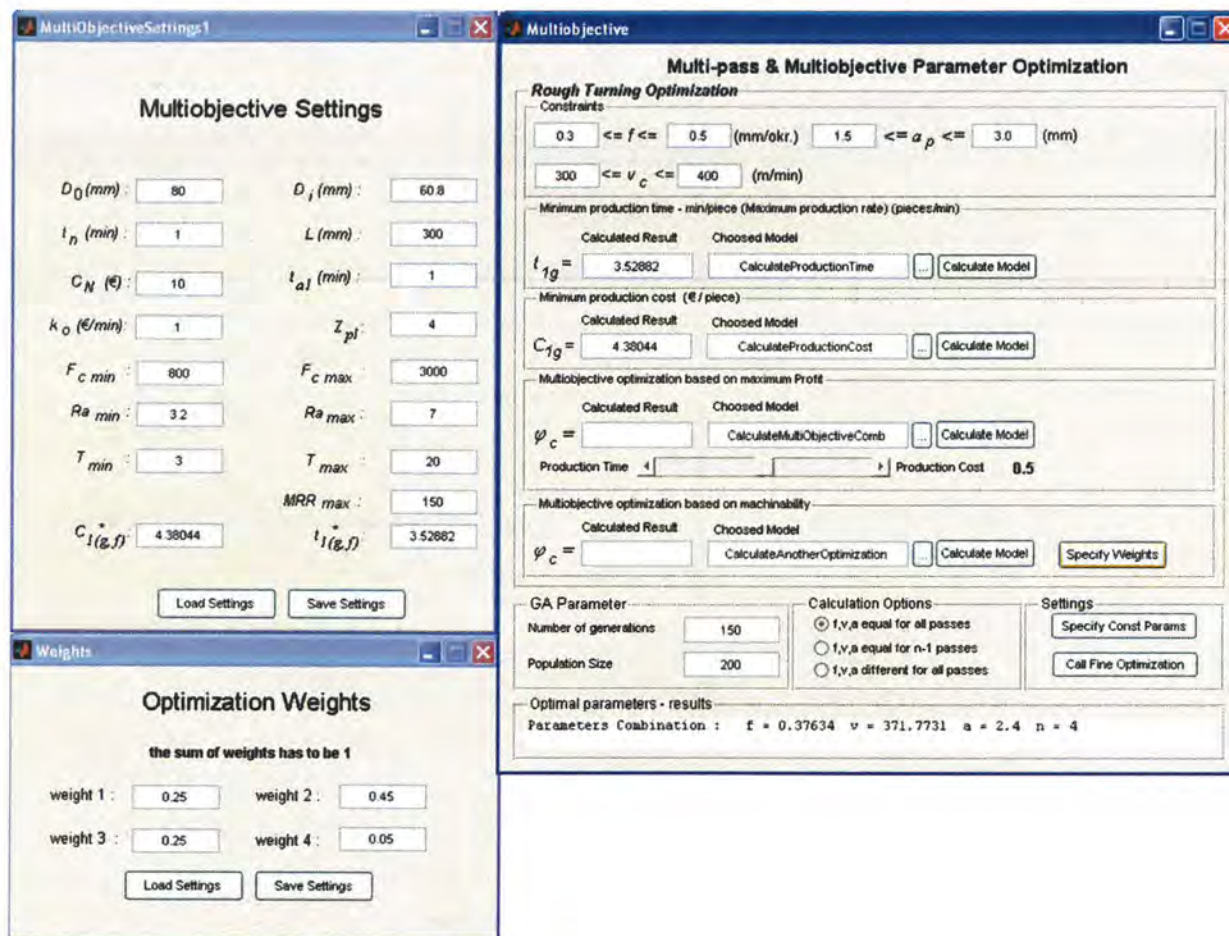 MultiObjectiveSettings1
Multiobjective Settings
D0 (mm) : 80 Di (mm) : 60.8
tn (min) : 1 L (mm) : 300
CN (€) : 10 tal (min) : 1
ko (€/min): 1 Zpl: 4
Fc min : 800 Fc max : 3000
Ra min : 3.2 Ra max : 7
T min : 3 T max : 20
MRR max : 150
C*1(g,f): 4.38044 t*1(g,f): 3.52882
Load Settings Save Settings
Weights
Optimization Weights
the sum of weights has to be 1
weight 1 : 0.25 weight 2 : 0.45
weight 3 : 0.25 weight 4 : 0.05
Load Settings Save Settings
Multiobjective
Multi-pass & Multiobjective Parameter Optimization
Rough Turning Optimization
Constraints
0.3 <= f <= 0.5 (mm/okr.) 1.5 <= ap <= 3.0 (mm)
300 <= vc <= 400 (m/min)
Minimum production time - min/piece (Maximum production rate) (pieces/min)
Calculated Result Choosed Model
t1g = 3.52882 CalculateProductionTime ... Calculate Model
Minimum production cost (€ / piece)
Calculated Result Choosed Model
C1g = 4.38044 CalculateProductionCost ... Calculate Model
Multiobjective optimization based on maximum Profit
Calculated Result Choosed Model
φc = CalculateMultiObjectiveComb ... Calculate Model
Production Time Production Cost 0.5
Multiobjective optimization based on machinability
Calculated Result Choosed Model
φc = CalculateAnotherOptimization ... Calculate Model Specify Weights
GA Parameter
Number of generations 150
Population Size 200
Calculation Options
f,v,a equal for all passes
f,v,a equal for n-1 passes
f,v,a different for all passes
Settings
Specify Const Params
Call Fine Optimization
Optimal parameters - results
Parameters Combination : f = 0.37634 v = 371.7731 a = 2.4 n = 4